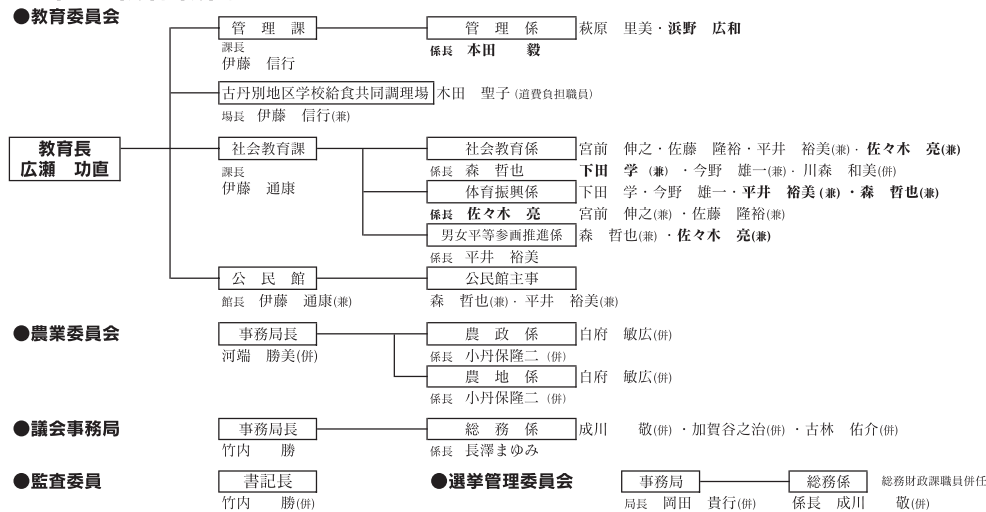 ●教育委員会
管理課 管理係 萩原 里美・浜野 広和
課長 係長 本田 毅
伊藤 信行
古丹別地区学校給食共同調理場 木田 聖子(道費負担職員)
場長 伊藤 信行(兼)
教育長
広瀬 功直
社会教育課 社会教育係 宮前 伸之・佐藤 隆裕・平井 裕美(兼)・佐々木 亮(兼)
課長 係長 森 哲也 下田 学(兼)・今野 雄一(兼)・川森 和美(併)
伊藤 通康
体育振興係 下田 学・今野 雄一・平井 裕美(兼)・森 哲也(兼)
係長 佐々木 亮 宮前 伸之(兼)・佐藤 隆裕(兼)
男女平等参画推進係 森 哲也(兼)・佐々木 亮(兼)
係長 平井 裕美
公民館 公民館主事
館長 伊藤 通康(兼) 森 哲也(兼)・平井 裕美(兼)
●農業委員会 事務局長 農政係 白府 敏広(併)
河端 勝美(併) 係長 小丹保隆二(併)
農地係 白府 敏広(併)
係長 小丹保隆二(併)
●議会事務局 事務局長 総務係 成川 敬(併)・加賀谷之治(併)・古林 佑介(併)
竹内 勝 係長 長澤まゆみ
●監査委員 書記長
竹内 勝(併)
●選挙管理委員会 事務局 総務係 総務財政課職員併任
局長 岡田 貴行(併) 係長 成川 敬(併)